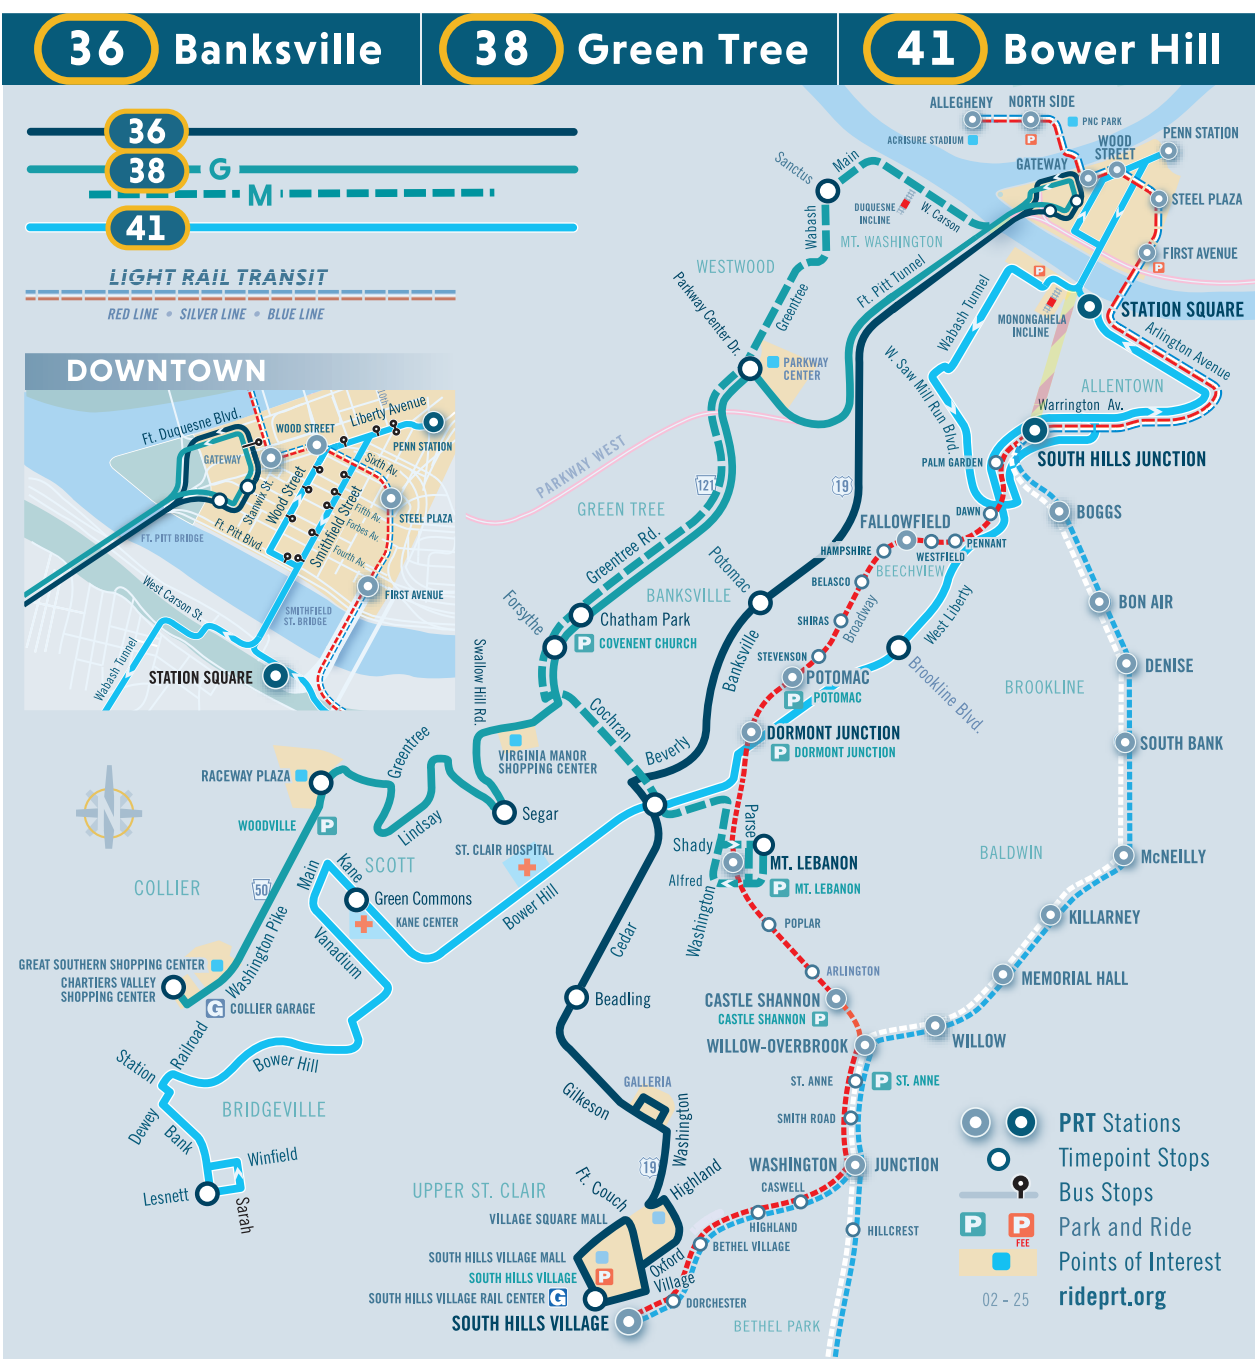 36 Banksville
38 Green Tree
41 Bower Hill
36
38 G
M
41
LIGHT RAIL TRANSIT
RED LINE • SILVER LINE • BLUE LINE
DOWNTOWN
Ft. Duquesne Blvd.
10th
Liberty Avenue
WOOD STREET
PENN STATION
GATEWAY
Sixth Av.
Stanwix St.
Wood Street
Smithfield Street
STEEL PLAZA
Fifth Av.
Forbes Av.
Fourth Av.
Ft. Pitt Blvd.
FT. PITT BRIDGE
FIRST AVENUE
West Carson St.
SMITHFIELD
ST. BRIDGE
Wabash Tunnel
STATION SQUARE
ALLEGHENY
NORTH SIDE
PNC PARK
ACRISURE STADIUM
P
WOOD
STREET
PENN STATION
GATEWAY
STEEL PLAZA
FIRST AVENUE
P
Sanctus
Main
Wabash
DUQUESNE
INCLINE
W. Carson
MT. WASHINGTON
WESTWOOD
Ft. Pitt Tunnel
Parkway Center Dr.
Greentree
PARKWAY
CENTER
P
Wabash Tunnel
MONONGAHELA
INCLINE
STATION SQUARE
Arlington Avenue
W. Saw Mill Run Blvd.
ALLENTOWN
Warrington Av.
SOUTH HILLS JUNCTION
PALM GARDEN
PARKWAY WEST
121
19
GREEN TREE
DAWN
BOGGS
FALLOWFIELD
HAMPSHIRE
WESTFIELD
PENNANT
BEECHVIEW
Greentree Rd.
Potomac
BELASCO
BANKSVILLE
Broadway
SHIRAS
West Liberty
BON AIR
Forsythe
Chatham Park
P COVENENT CHURCH
Banksville
STEVENSON
POTOMAC
P POTOMAC
Brookline Blvd.
DENISE
BROOKLINE
Swallow Hill Rd.
Cochran
Beverly
DORMONT JUNCTION
P DORMONT JUNCTION
SOUTH BANK
VIRGINIA MANOR
SHOPPING CENTER
Greentree
RACEWAY PLAZA
N
Lindsay
Segar
WOODVILLE P
Parse
Shady
MT. LEBANON
P MT. LEBANON
Alfred
Washington
BALDWIN
McNEILLY
ST. CLAIR HOSPITAL
SCOTT
Main
Kane
Green Commons
KANE CENTER
COLLIER
50
Bower Hill
Cedar
POPLAR
KILLARNEY
Washington Pike
Vanadium
GREAT SOUTHERN SHOPPING CENTER
CHARTIERS VALLEY
SHOPPING CENTER
G COLLIER GARAGE
ARLINGTON
MEMORIAL HALL
Beadling
CASTLE SHANNON
CASTLE SHANNON P
WILLOW
WILLOW-OVERBROOK
Railroad
Station
Bower Hill
Dewey
Bank
BRIDGEVILLE
Winfield
Lesnett
Sarah
GALLERIA
Gilkeson
Washington
ST. ANNE
P ST. ANNE
SMITH ROAD
19
WASHINGTON JUNCTION
CASWELL
Highland
Ft. Couch
UPPER ST. CLAIR
VILLAGE SQUARE MALL
HIGHLAND
HILLCREST
BETHEL VILLAGE
SOUTH HILLS VILLAGE MALL
SOUTH HILLS VILLAGE P
SOUTH HILLS VILLAGE RAIL CENTER G
Oxford
Village
DORCHESTER
SOUTH HILLS VILLAGE
BETHEL PARK
PRT Stations
Timepoint Stops
Bus Stops
P P Park and Ride
FEE
Points of Interest
02 - 25 rideprt.org